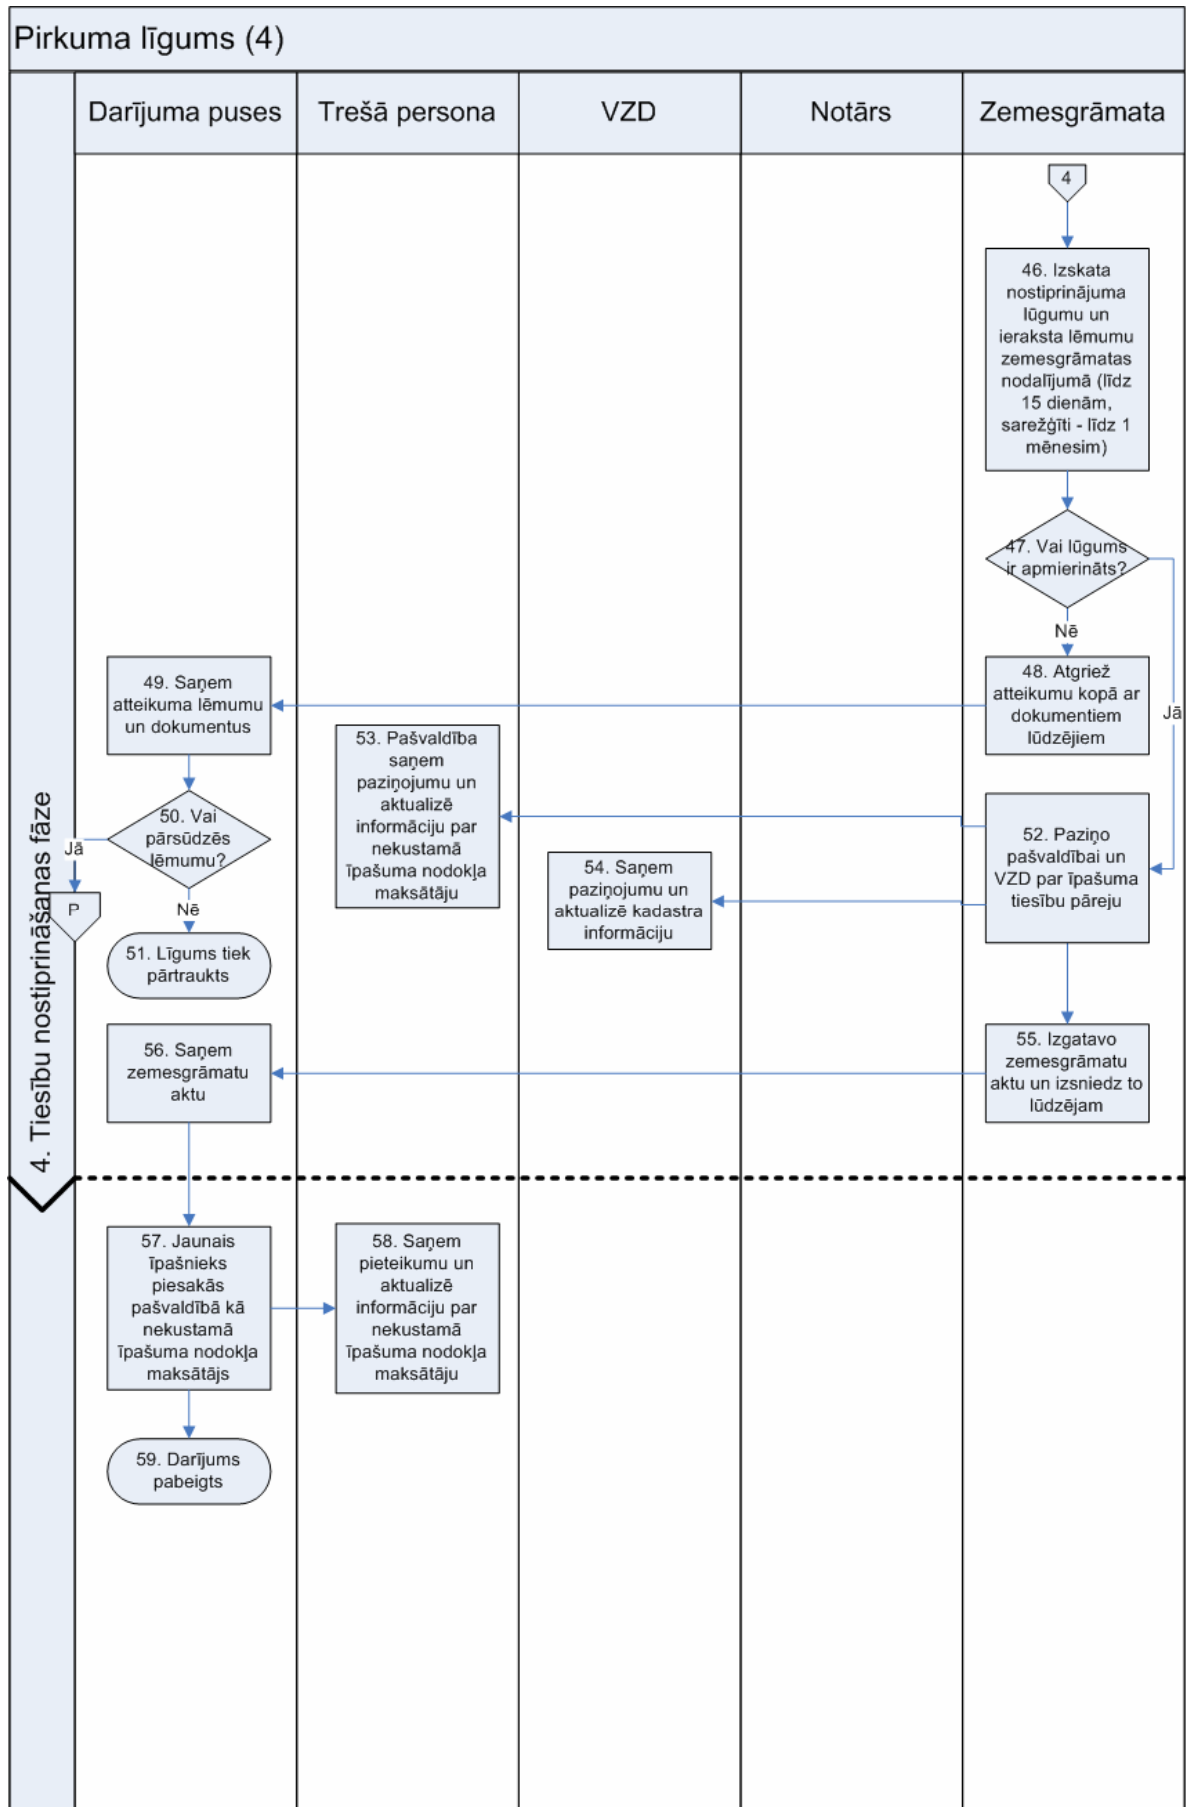 Pirkuma līgums (4)
Darījuma puses
Trešā persona
VZD
Notārs
Zemesgrāmata
4. Tiesību nostiprināšanas fāze
4
46. Izskata
nostiprinājuma
lūgumu un
ieraksta lēmumu
zemesgrāmatas
nodalījumā (līdz
15 dienām,
sarežģīti - līdz 1
mēnesim)
47. Vai lūgums
ir apmierināts?
Nē
Jā
48. Atgriež
atteikumu kopā ar
dokumentiem
lūdzējiem
49. Saņem
atteikuma lēmumu
un dokumentus
50. Vai
pārsūdzēs
lēmumu?
Jā
P
Nē
51. Līgums tiek
pārtraukts
52. Paziņo
pašvaldībai un
VZD par īpašuma
tiesību pāreju
53. Pašvaldība
saņem
paziņojumu un
aktualizē
informāciju par
nekustamā
īpašuma nodokļa
maksātāju
54. Saņem
paziņojumu un
aktualizē kadastra
informāciju
55. Izgatavo
zemesgrāmatu
aktu un izsniedz to
lūdzējam
56. Saņem
zemesgrāmatu
aktu
57. Jaunais
īpašnieks
piesakās
pašvaldībā kā
nekustamā
īpašuma nodokļa
maksātājs
58. Saņem
pieteikumu un
aktualizē
informāciju par
nekustamā
īpašuma nodokļa
maksātāju
59. Darījums
pabeigts